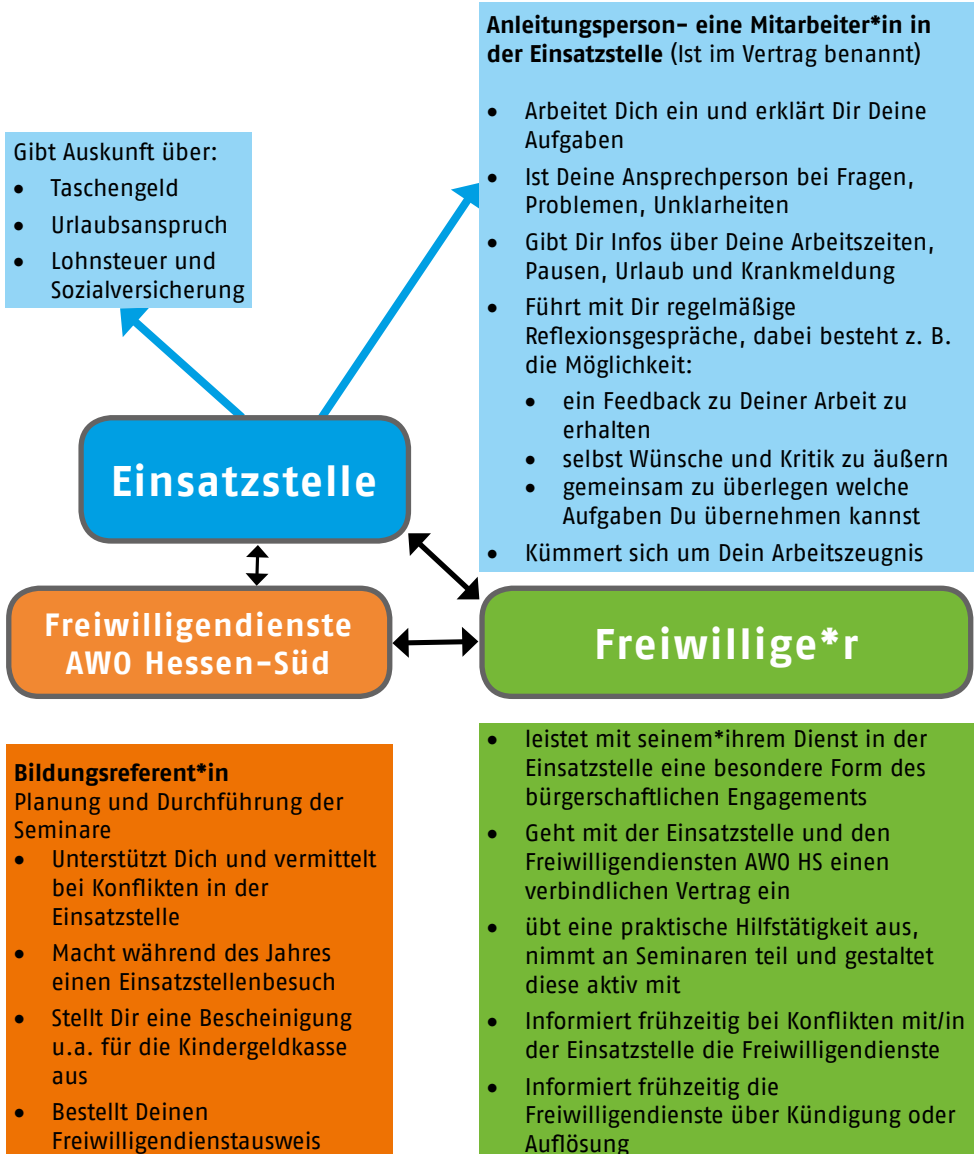 Anleitungsperson- eine Mitarbeiter*in in
der Einsatzstelle (Ist im Vertrag benannt)
• Arbeitet Dich ein und erklärt Dir Deine
Aufgaben
• Ist Deine Ansprechperson bei Fragen,
Problemen, Unklarheiten
• Gibt Dir Infos über Deine Arbeitszeiten,
Pausen, Urlaub und Krankmeldung
• Führt mit Dir regelmäßige
Reflexionsgespräche, dabei besteht z. B.
die Möglichkeit:
• ein Feedback zu Deiner Arbeit zu
erhalten
• selbst Wünsche und Kritik zu äußern
• gemeinsam zu überlegen welche
Aufgaben Du übernehmen kannst
• Kümmert sich um Dein Arbeitszeugnis
Gibt Auskunft über:
• Taschengeld
• Urlaubsanspruch
• Lohnsteuer und
Sozialversicherung
Einsatzstelle
Freiwilligendienste
AWO Hessen-Süd
Freiwillige*r
Bildungsreferent*in
Planung und Durchführung der
Seminare
• Unterstützt Dich und vermittelt
bei Konflikten in der
Einsatzstelle
• Macht während des Jahres
einen Einsatzstellenbesuch
• Stellt Dir eine Bescheinigung
u.a. für die Kindergeldkasse
aus
• Bestellt Deinen
Freiwilligendienstausweis
• leistet mit seinem*ihrem Dienst in der
Einsatzstelle eine besondere Form des
bürgerschaftlichen Engagements
• Geht mit der Einsatzstelle und den
Freiwilligendiensten AWO HS einen
verbindlichen Vertrag ein
• übt eine praktische Hilfstätigkeit aus,
nimmt an Seminaren teil und gestaltet
diese aktiv mit
• Informiert frühzeitig bei Konflikten mit/in
der Einsatzstelle die Freiwilligendienste
• Informiert frühzeitig die
Freiwilligendienste über Kündigung oder
Auflösung